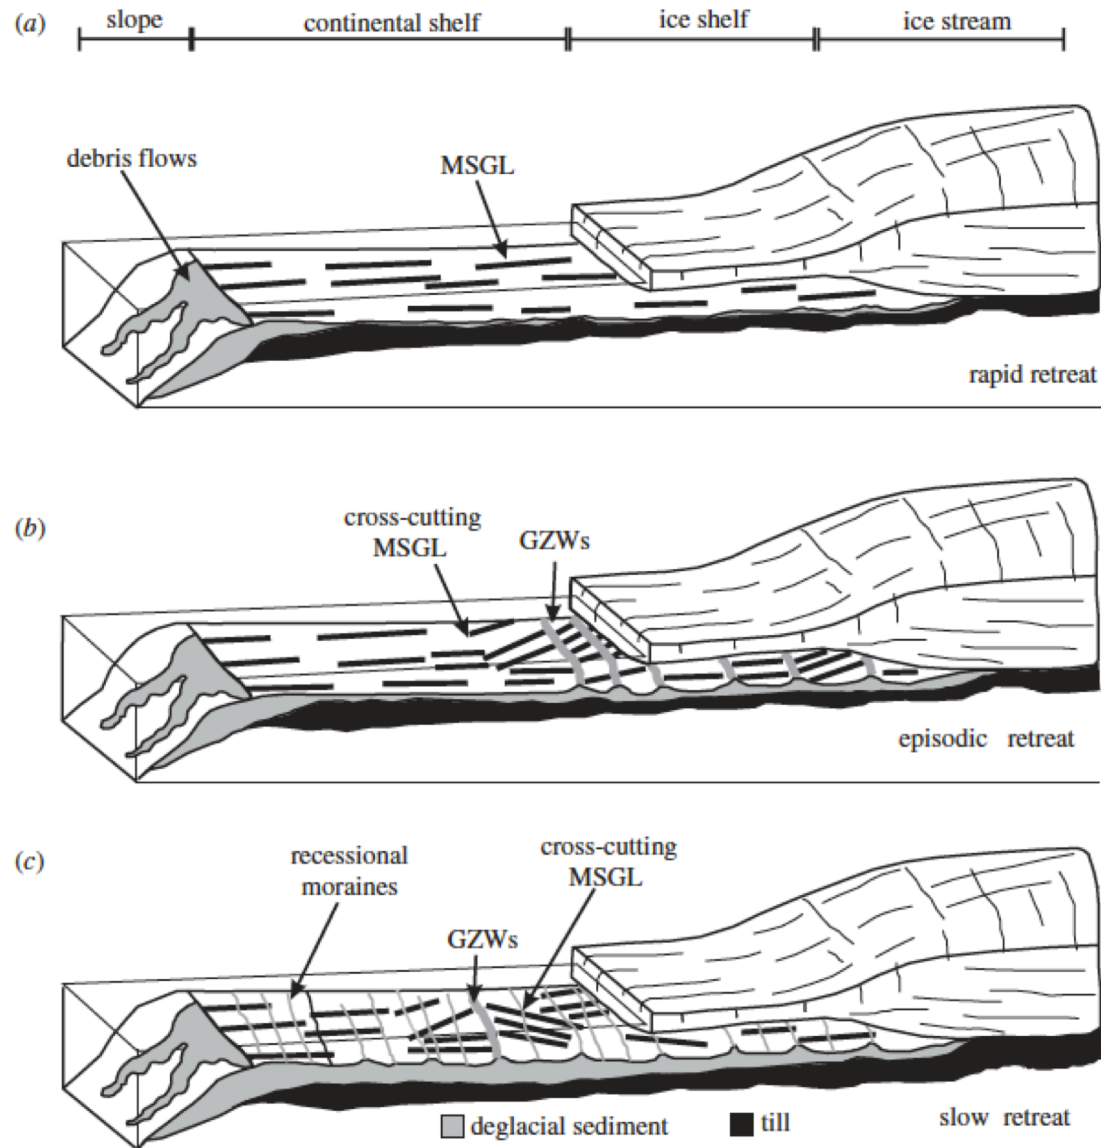 (a)
slope continental shelf ice shelf ice stream
debris flows
MSGL
rapid retreat
(b)
cross-cutting
MSGL
GZWs
episodic retreat
(c)
recessional
moraines
GZWs
cross-cutting
MSGL
deglacial sediment
till
slow retreat